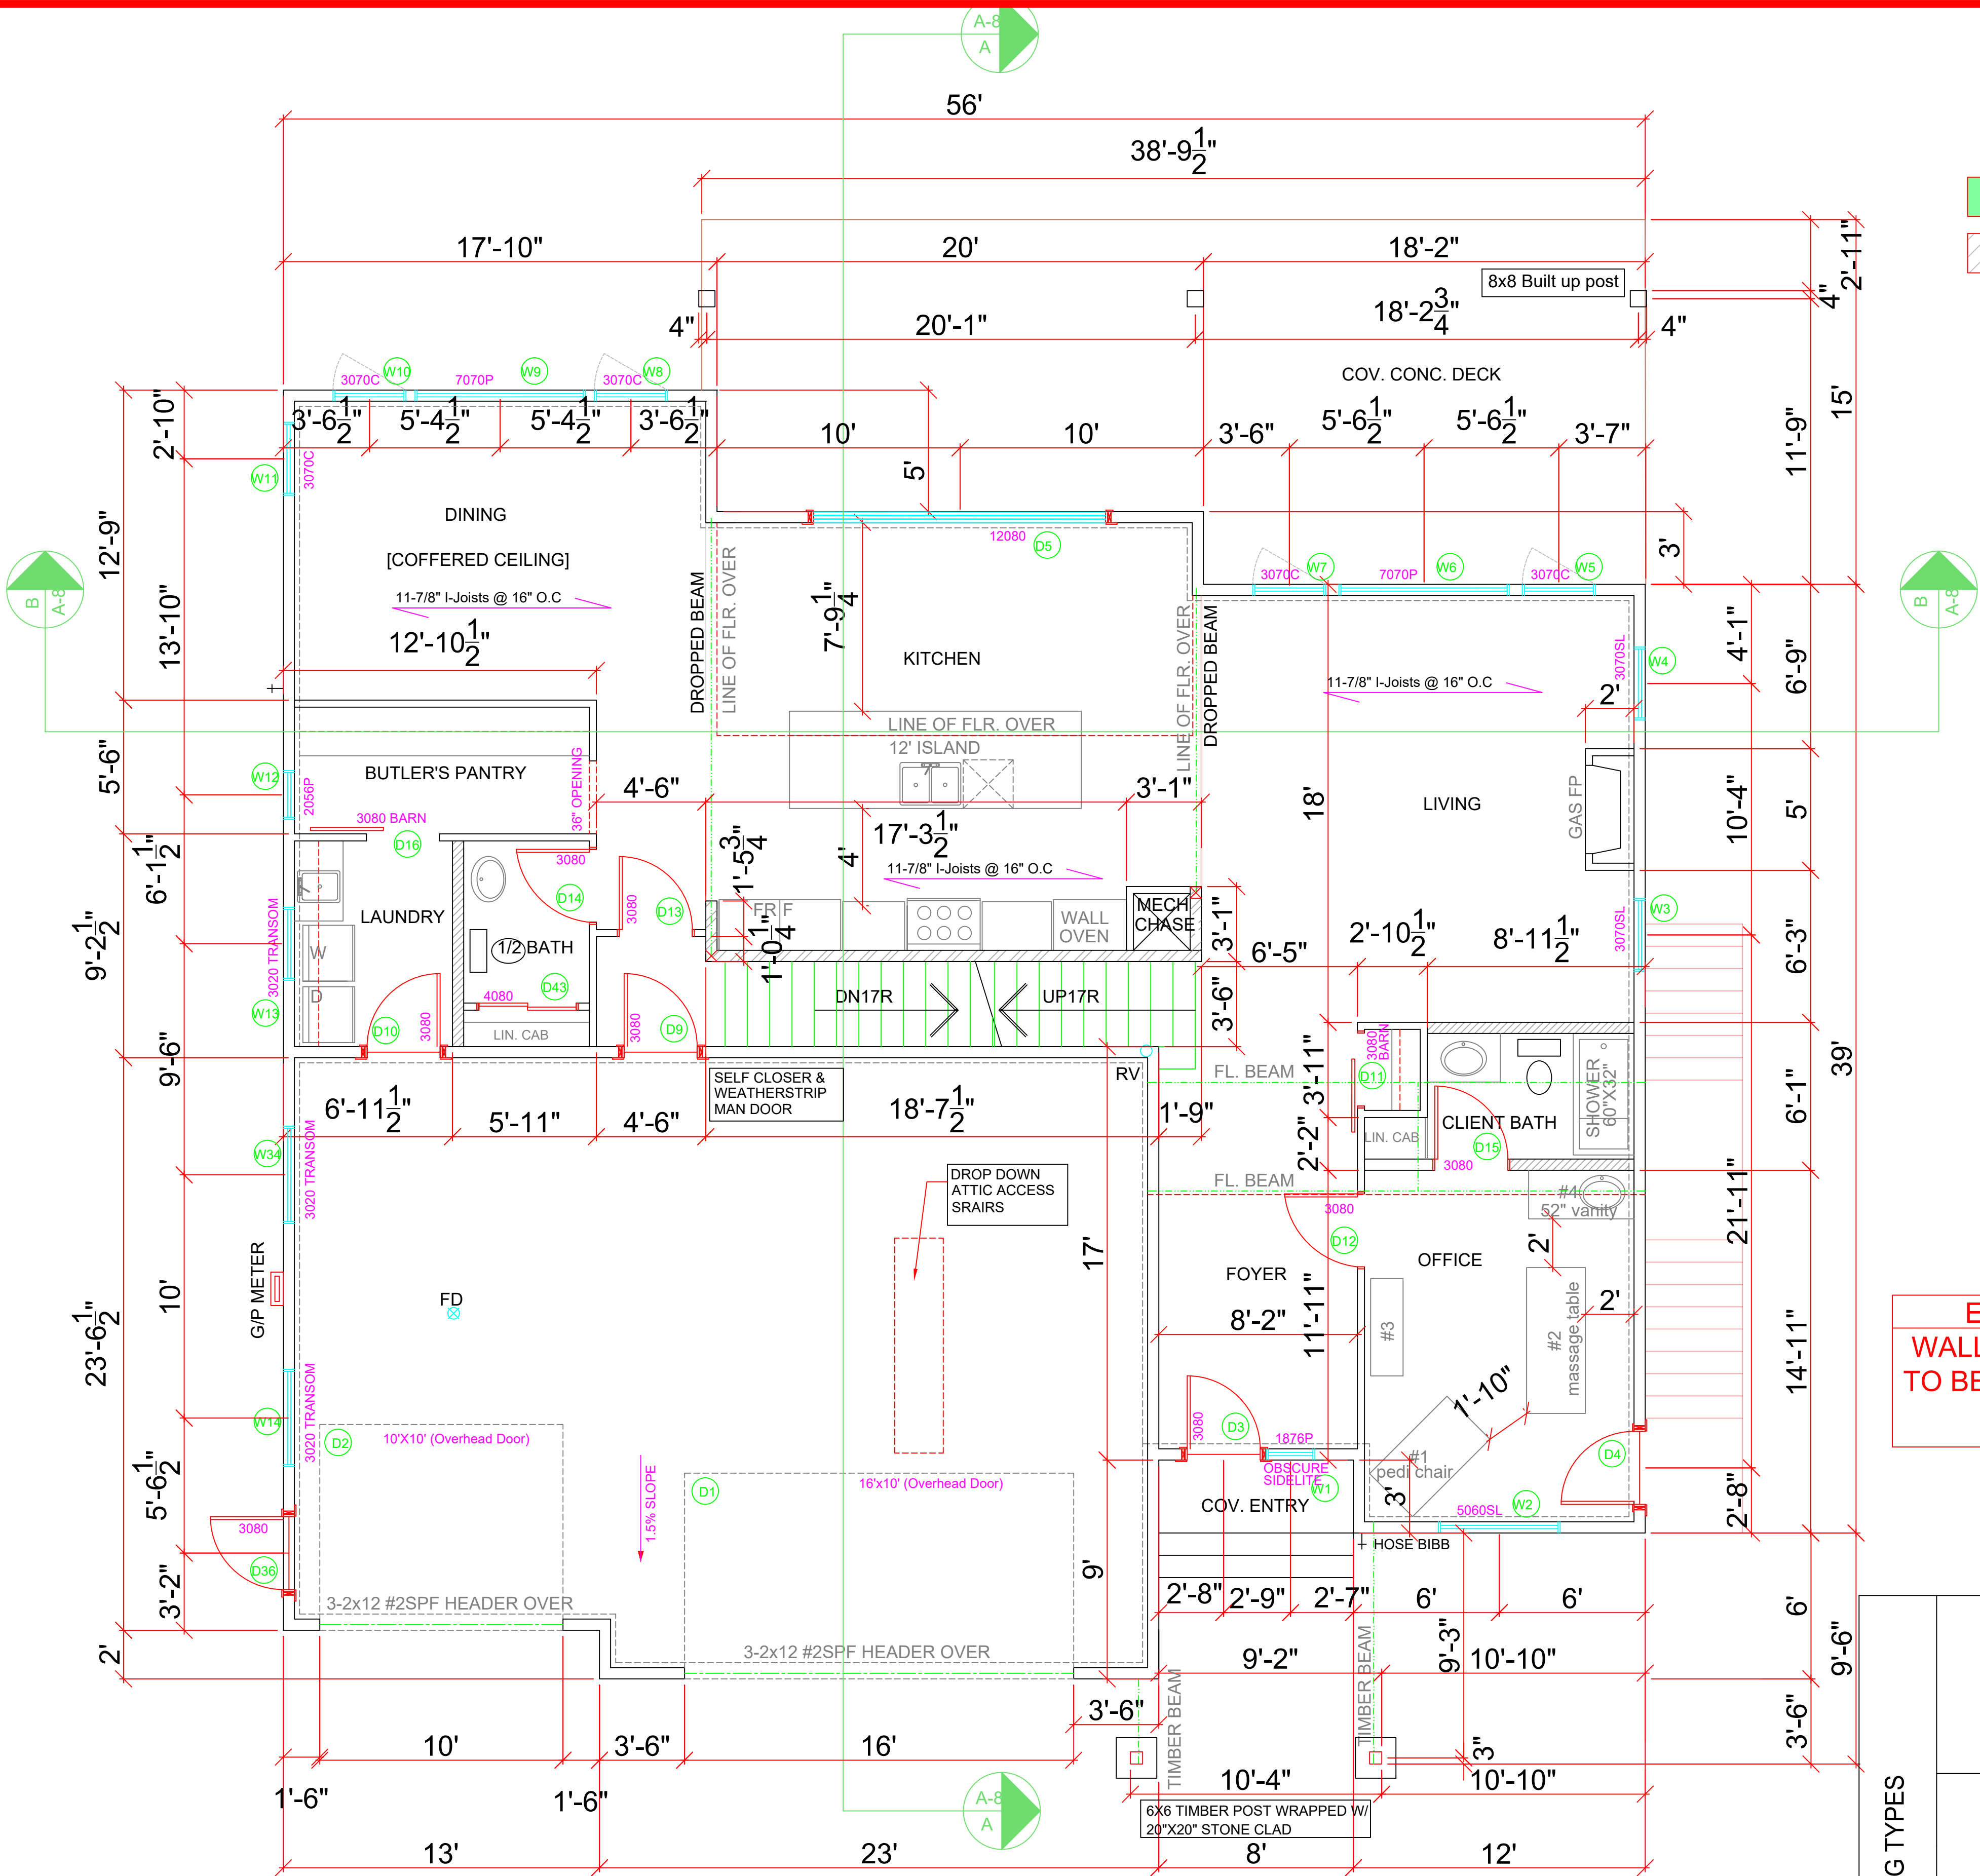 A-8
A
56'
38'-9 1/2"
17'-10"
20'
18'-2"
8x8 Built up post
4"
20'-1"
18'-2 3/4"
4"
4"
2'-11"
15'
11'-9"
COV. CONC. DECK
3070C
W10
7070P
W9
3070C
W8
3'-6 1/2"
5'-4 1/2"
5'-4 1/2"
3'-6 1/2"
10'
10'
3'-6"
5'-6 1/2"
5'-6 1/2"
3'-7"
5'
2'-10"
W11
3070C
DINING
[COFFERED CEILING]
11-7/8" I-Joists @ 16" O.C
12'-10 1/2"
12'-9"
13'-10"
B
A-8
DROPPED BEAM
LINE OF FLR. OVER
12080
D5
7'-9 1/4"
KITCHEN
LINE OF FLR. OVER
12' ISLAND
LINE OF FLR. OVER
DROPPED BEAM
3'
3070C
W7
7070P
W6
3070C
W5
B
A-8
3070SL
W4
4'-1"
6'-9"
11-7/8" I-Joists @ 16" O.C
2'
5'-6"
W12
2056P
BUTLER'S PANTRY
36" OPENING
3080 BARN
D16
4'-6"
17'-3 1/2"
3'-1"
18'
LIVING
GAS FP
10'-4"
5'
39'
6'-1 1/2"
9'-2 1/2"
3080
D14
3080
D13
1'-5 3/4"
4'
11-7/8" I-Joists @ 16" O.C
FR F
WALL
OVEN
MECH
CHASE
3'-1"
LAUNDRY
3020 TRANSOM
W13
W
D
1/2 BATH
1'-0 1/4"
4080
D43
LIN. CAB
D10
3080
3080
D9
DN17R
UP17R
3'-6"
6'-5"
2'-10 1/2"
8'-11 1/2"
W3
3070SL
6'-3"
9'-6"
SELF CLOSER &
WEATHERSTRIP
MAN DOOR
RV
FL. BEAM
3'-11"
3080
BARN
D11
SHOWER
60"X32"
6'-1"
6'-11 1/2"
5'-11"
4'-6"
18'-7 1/2"
1'-9"
2'-2"
LIN. CAB
CLIENT BATH
D15
3080
W34
3020 TRANSOM
DROP DOWN
ATTIC ACCESS
SRAIRS
FL. BEAM
3080
D12
#4
52" vanity
21'-11"
G/P METER
10'
23'-6 1/2"
FD
17'
FOYER
8'-2"
11'-11"
OFFICE
2'
#3
#2
massage table
2'
E
WALL
TO BE
14'-11"
1'-10"
#1
pedi chair
W14
3020 TRANSOM
D2
10'X10' (Overhead Door)
1.5% SLOPE
D1
16'x10' (Overhead Door)
3080
D3
1876P
OBSCURE
SIDELITE
W1
COV. ENTRY
3'
5060SL
W2
D4
2'-8"
5'-6 1/2"
3080
D36
HOSE BIBB
3'-2"
3-2x12 #2SPF HEADER OVER
9'
2'-8"
2'-9"
2'-7"
6'
6'
6'
9'-6"
2'
3-2x12 #2SPF HEADER OVER
9'-2"
9'-3"
10'-10"
3'-6"
TIMBER BEAM
TIMBER BEAM
3'-6"
10'
3'-6"
16'
3"
1'-6"
1'-6"
10'-4"
10'-10"
A-8
A
6X6 TIMBER POST WRAPPED W/
20"X20" STONE CLAD
13'
23'
8'
12'
G TYPES